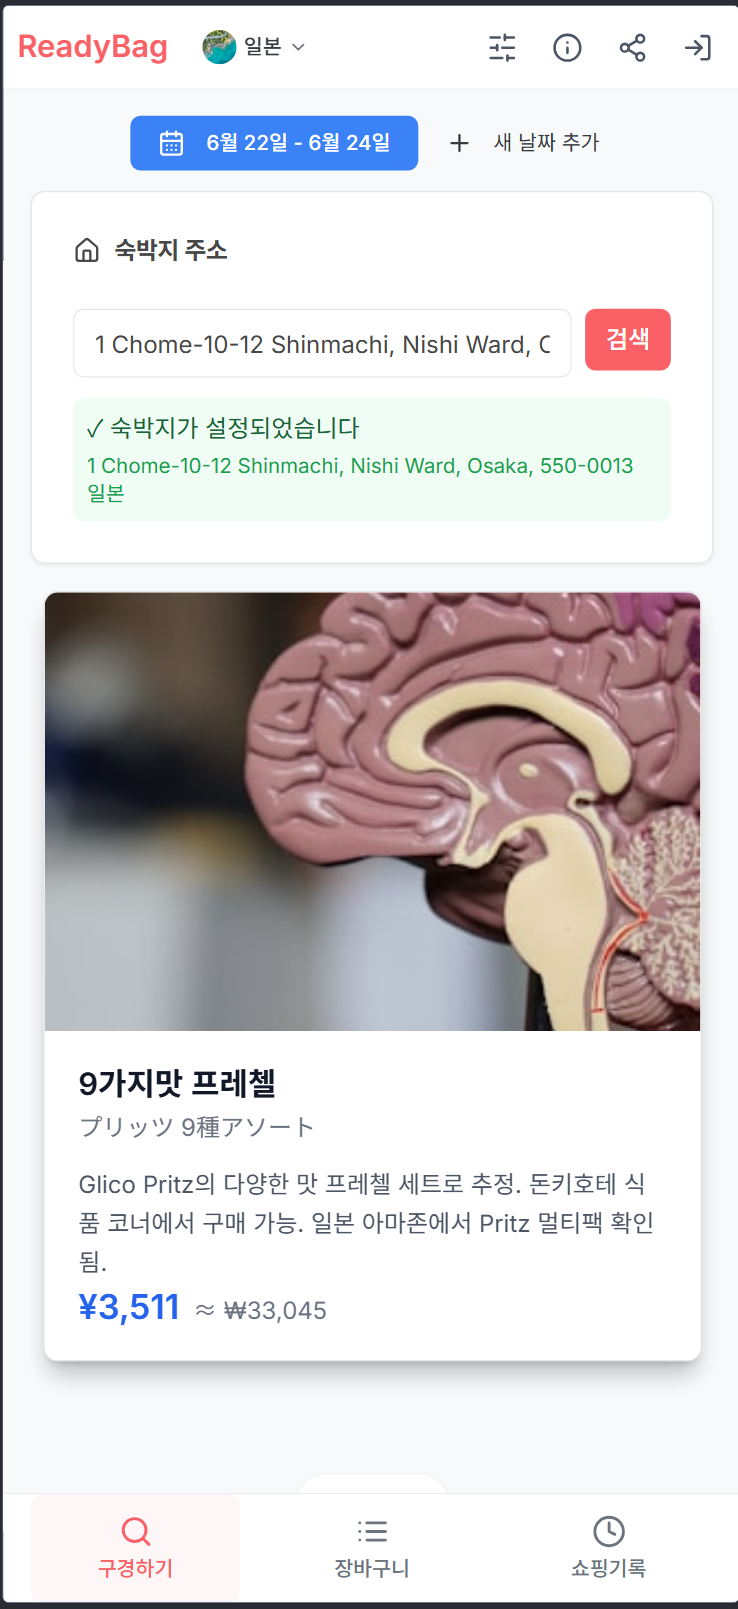 ReadyBag
일본
6월 22일 - 6월 24일
새 날짜 추가
숙박지 주소
1 Chome-10-12 Shinmachi, Nishi Ward, C
검색
✓ 숙박지가 설정되었습니다
1 Chome-10-12 Shinmachi, Nishi Ward, Osaka, 550-0013
일본
9가지맛 프레첼
プリッツ 9種アソート
Glico Pritz의 다양한 맛 프레첼 세트로 추정. 돈키호테 식
품 코너에서 구매 가능. 일본 아마존에서 Pritz 멀티팩 확인
됨.
¥3,511 ≈ ₩33,045
구경하기
장바구니
쇼핑기록